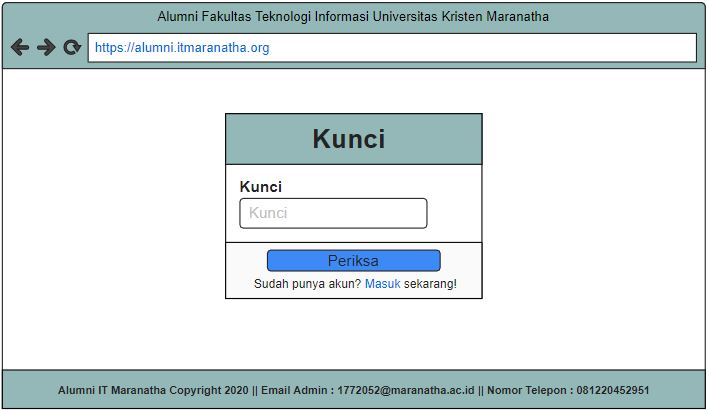 Alumni Fakultas Teknologi Informasi Universitas Kristen Maranatha
https://alumni.itmaranatha.org
Kunci
Kunci
Kunci
Periksa
Sudah punya akun? Masuk sekarang!
Alumni IT Maranatha Copyright 2020 || Email Admin : 1772052@maranatha.ac.id || Nomor Telepon : 081220452951